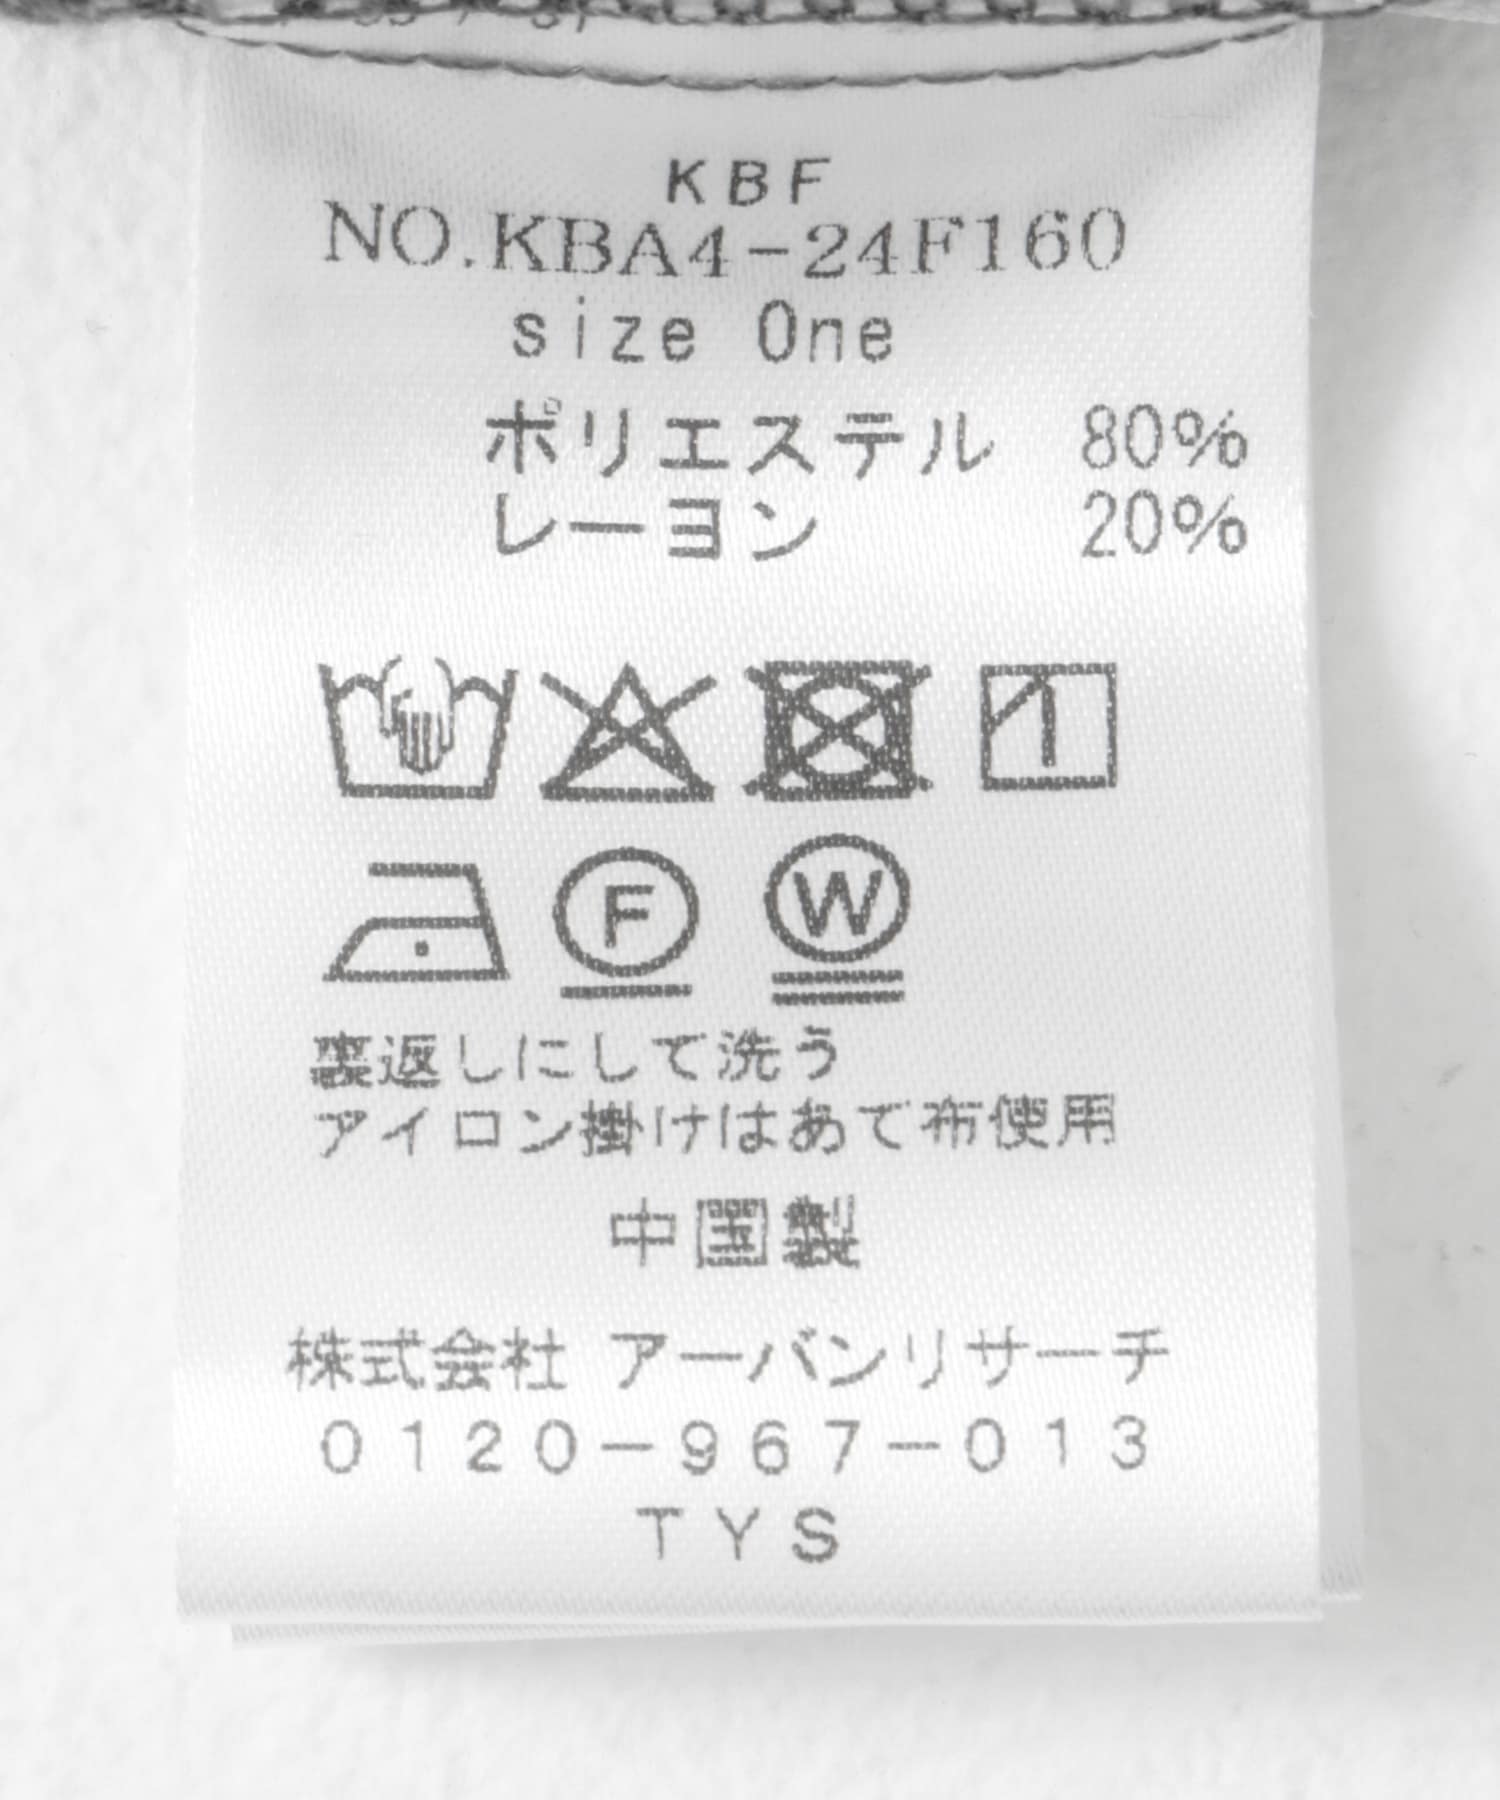 KBF
NO.KBA4-24F160
size One
ポリエステル 80%
レーヨン 20%
F W
裏返しにして洗う
アイロン掛けはあて布使用
中国製
株式会社 アーバンリサーチ
0120-967-013
TYS